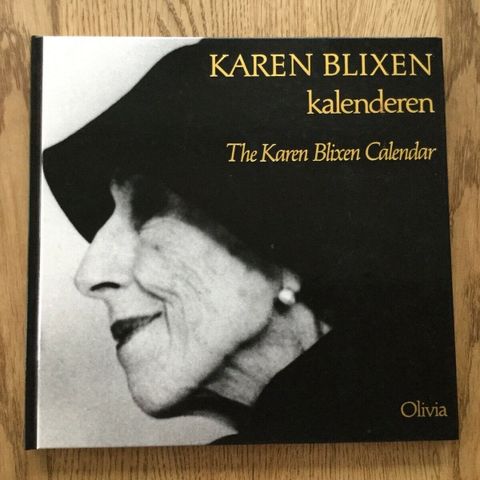 KAREN BLIXEN
kalenderen
The Karen Blixen Calendar
Olivia